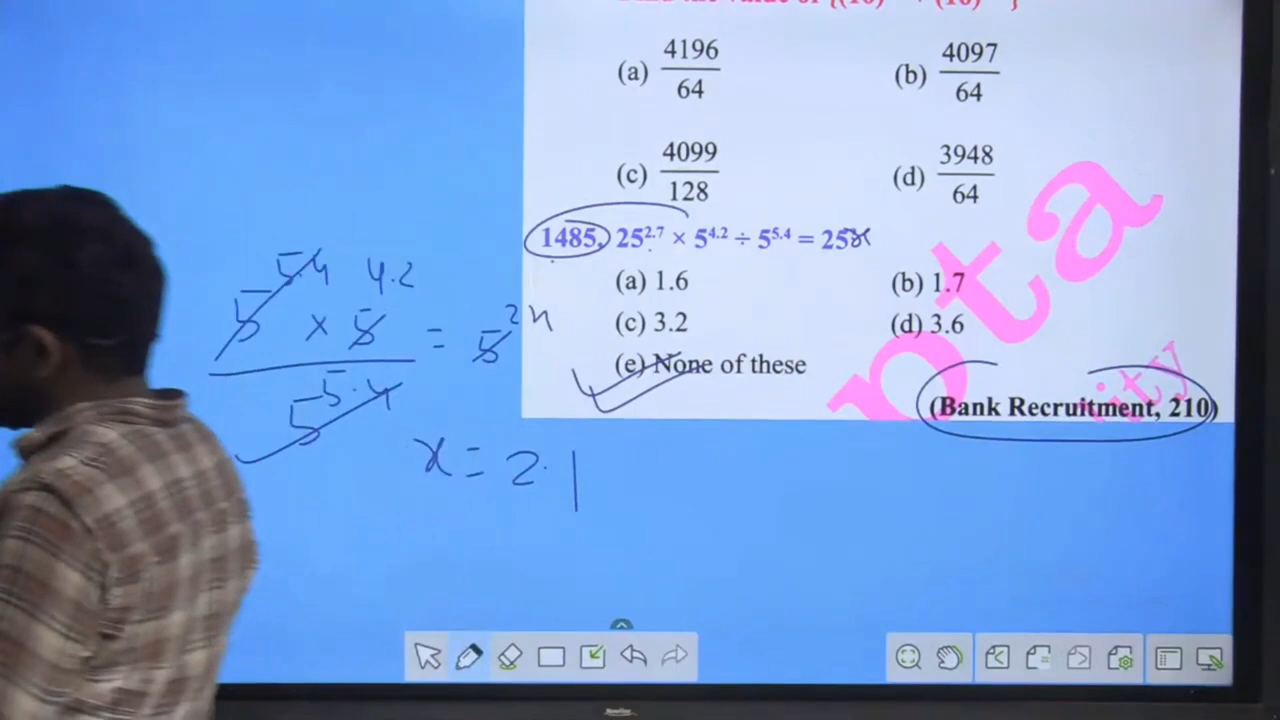 (a) 4196/64 (b) 4097/64
(c) 4099/128 (d) 3948/64
1485. 25^2.7 × 5^4.2 ÷ 5^5.4 = 25^x
(a) 1.6 (b) 1.7
(c) 3.2 (d) 3.6
(e) None of these
(Bank Recruitment, 210)
5^5.4 × 5^4.2 = 5^2x
5^5.4
x = 2.1
nta
ity